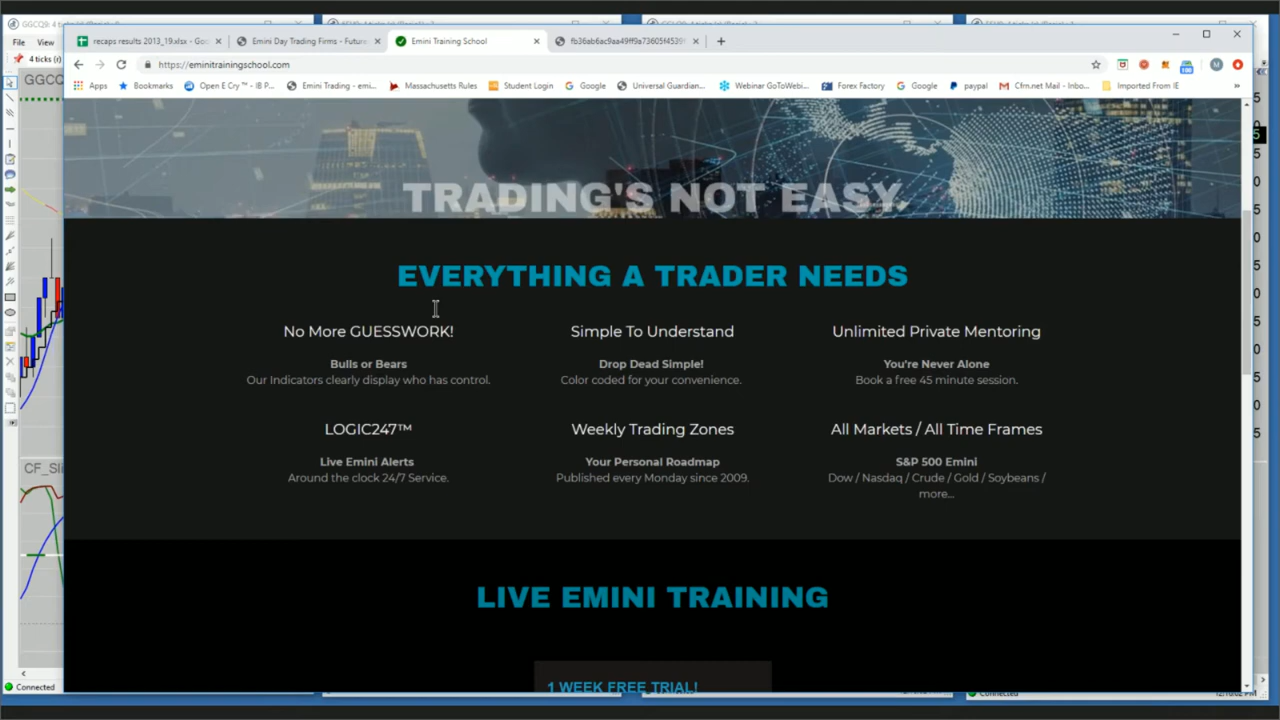 recaps results 2013_19.xlsx - Go
Emini Day Trading Firms - Future
Emini Training School
fb36ab6ac9aa49ff9a73605f4539
File View
4 ticks (
https://eminitrainingschool.com
Apps Bookmarks Open E Cry ™ - IB P... Emini Trading - emi... Massachusetts Rules Student Login Google Universal Guardian... Webinar GoToWebi... Forex Factory Google paypal Cfm.net Mail - Inbo... Imported From IE »
TRADING'S NOT EASY.
EVERYTHING A TRADER NEEDS
No More GUESSWORK!
Bulls or Bears
Our Indicators clearly display who has control.
Simple To Understand
Drop Dead Simple!
Color coded for your convenience.
Unlimited Private Mentoring
You're Never Alone
Book a free 45 minute session.
LOGIC247™
Live Emini Alerts
Around the clock 24/7 Service.
Weekly Trading Zones
Your Personal Roadmap
Published every Monday since 2009.
All Markets / All Time Frames
S&P 500 Emini
Dow / Nasdaq / Crude / Gold / Soybeans /
more...
LIVE EMINI TRAINING
1 WEEK FREE TRIAL!
GGCQ
CF_Sli
Connected